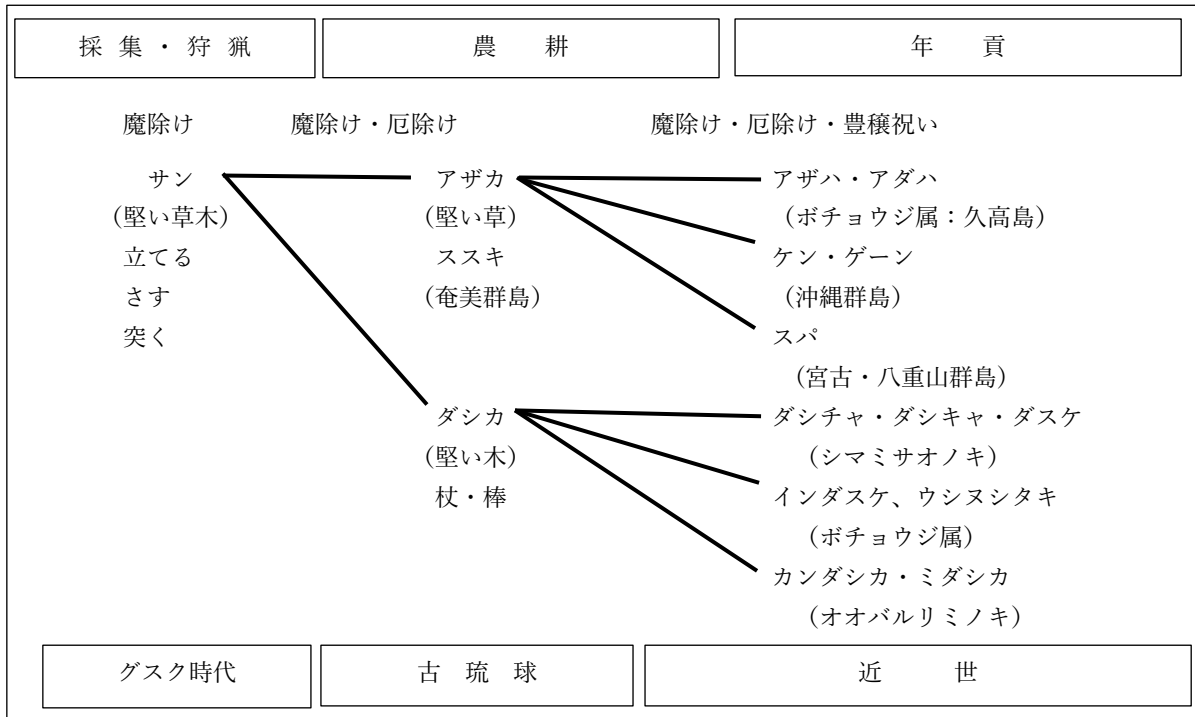 採集・狩猟
農耕
年貢
魔除け
魔除け・厄除け
魔除け・厄除け・豊穣祝い
サン
(堅い草木)
立てる
さす
突く
アザカ
(堅い草)
ススキ
(奄美群島)
ダシカ
(堅い木)
杖・棒
アザハ・アダハ
(ボチョウジ属：久高島)
ケン・ゲーン
(沖縄群島)
スパ
(宮古・八重山群島)
ダシチャ・ダシキャ・ダスケ
(シマミサオノキ)
インダスケ、ウシヌシタキ
(ボチョウジ属)
カンダシカ・ミダシカ
(オオバルリミノキ)
グスク時代
古琉球
近世